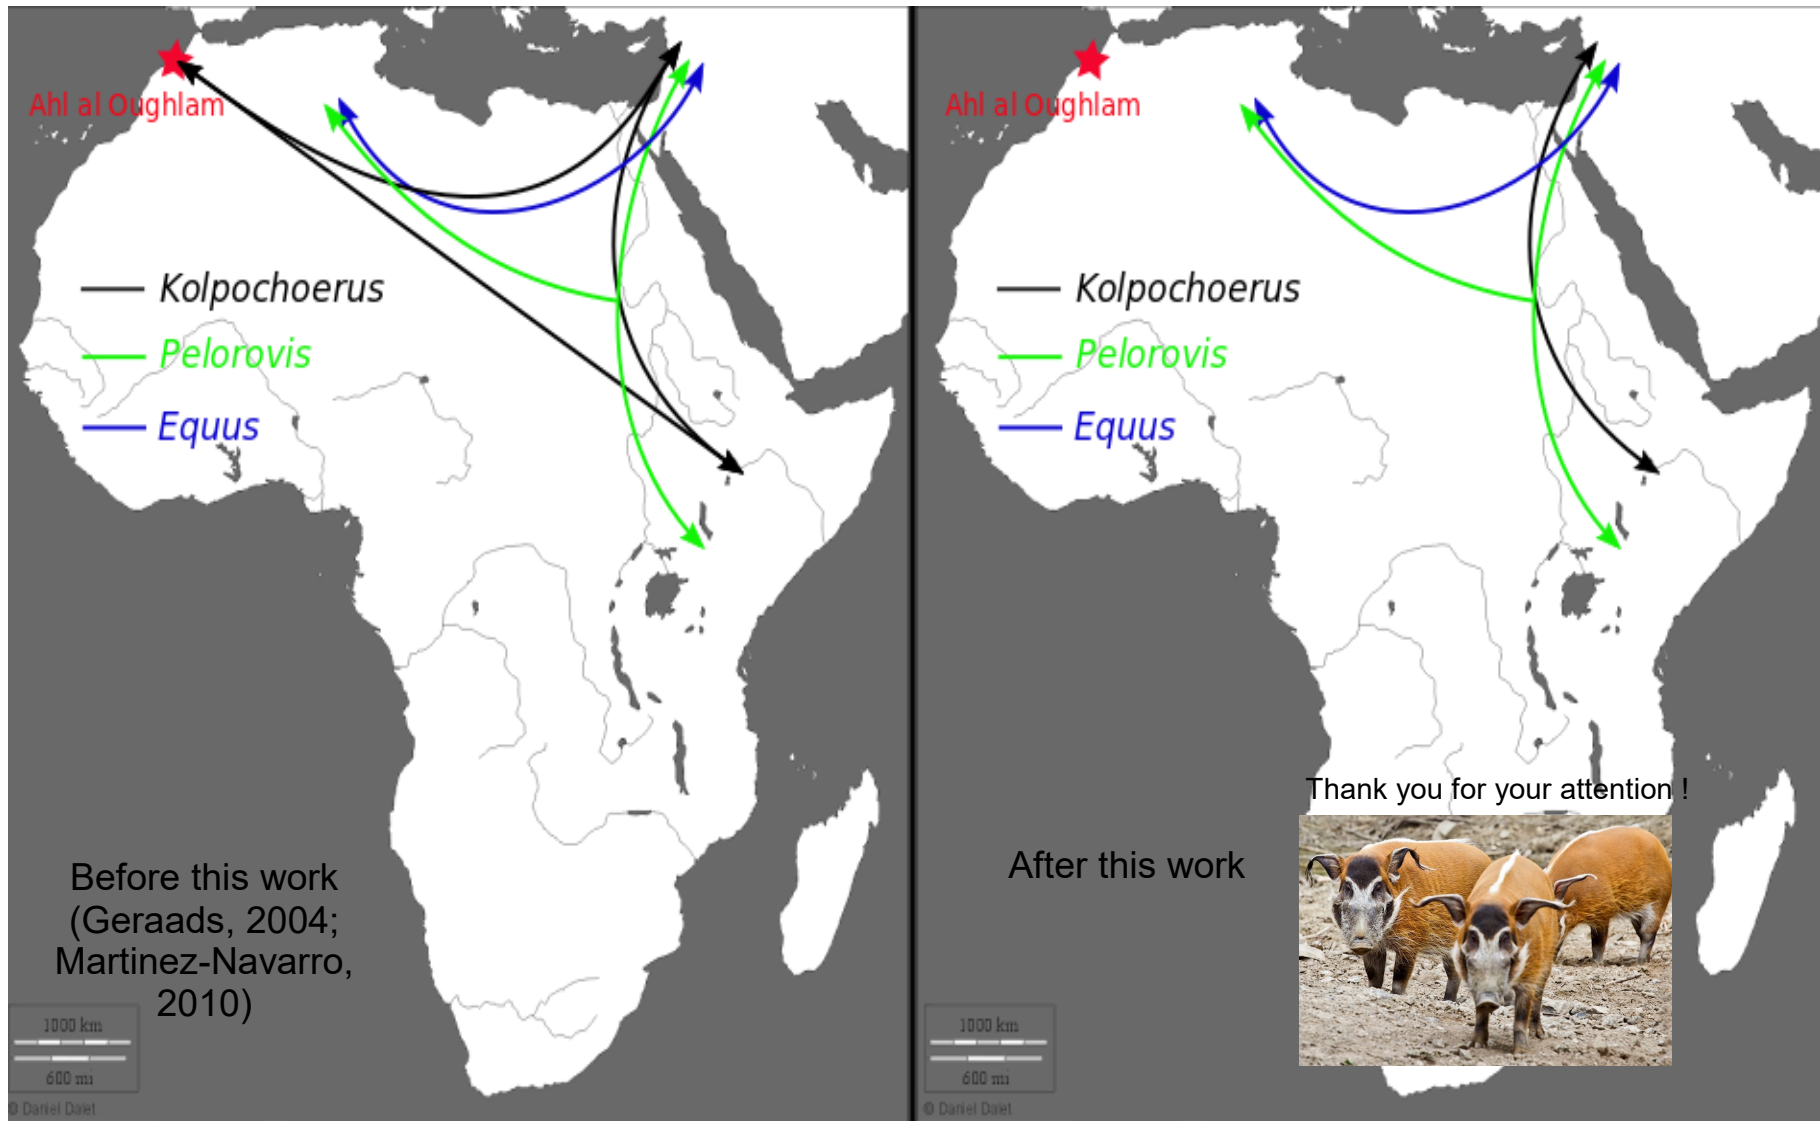 Ahl al Oughlam
Kolpochoerus
Pelorovis
Equus
Before this work
(Geraads, 2004;
Martinez-Navarro,
2010)
1000 km
600 mi
© Daniel Dalet
Ahl al Oughlam
Kolpochoerus
Pelorovis
Equus
Thank you for your attention !
After this work
1000 km
600 mi
© Daniel Dalet